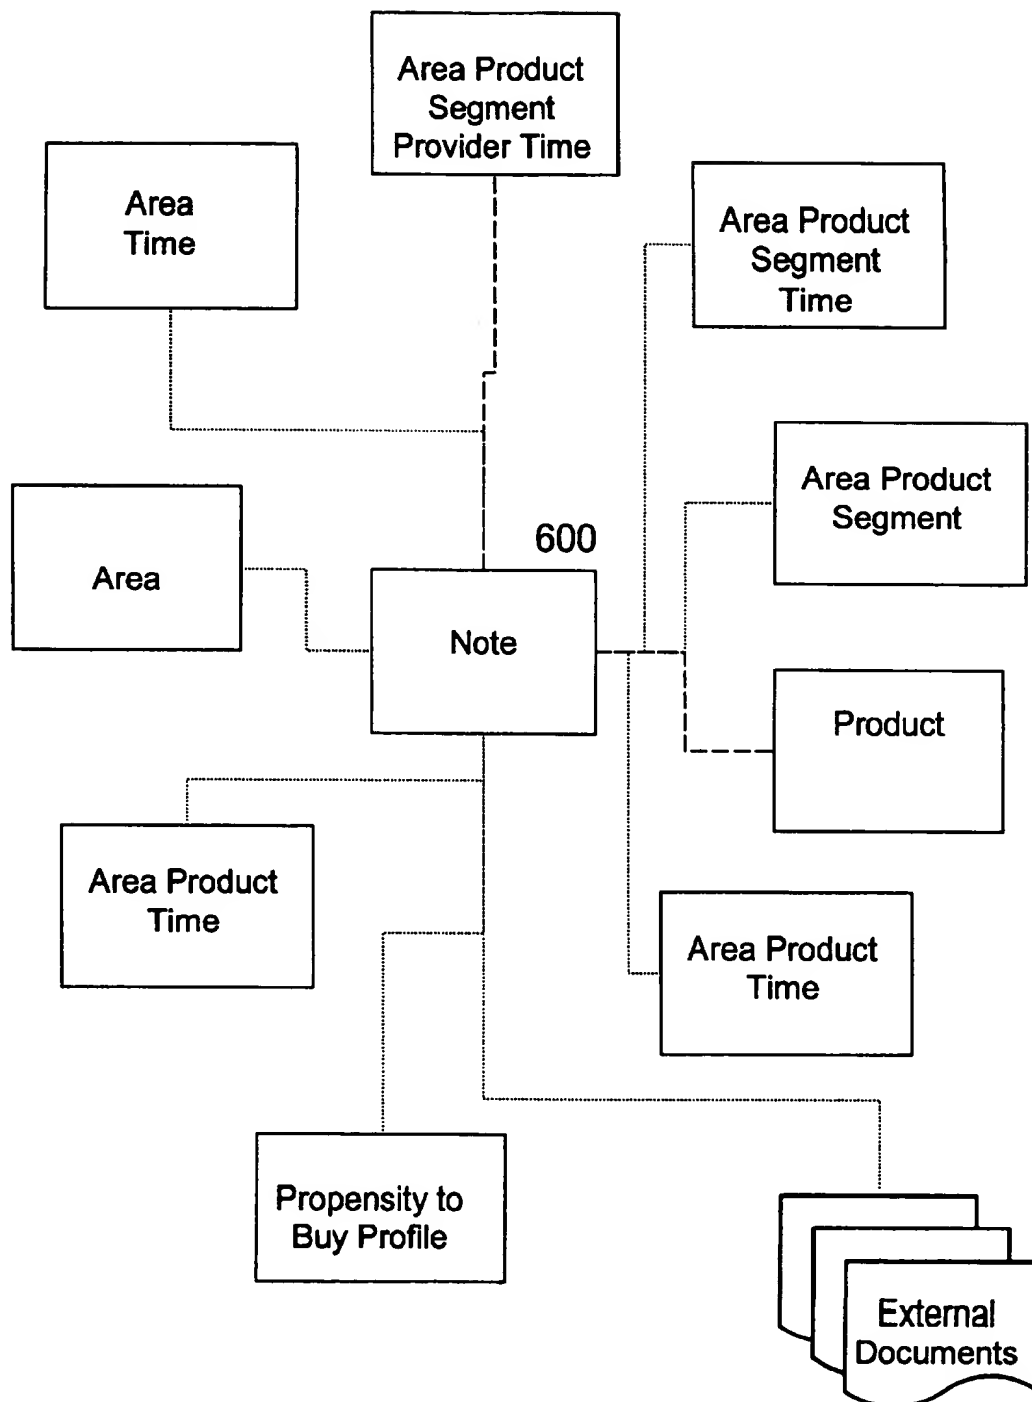 Area Product
Segment
Provider Time
Area
Time
Area Product
Segment
Time
Area Product
Segment
600
Area
Note
Product
Area Product
Time
Area Product
Time
Propensity to
Buy Profile
External
Documents